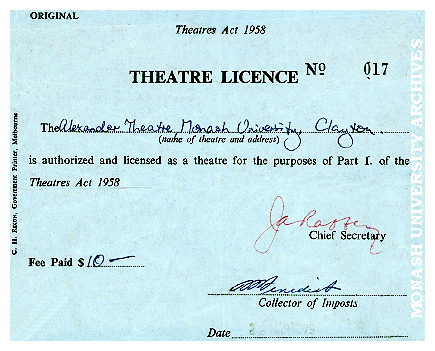 ORIGINAL
Theatres Act 1958
THEATRE LICENCE No 017
The Alexander Theatre, Monash University, Clayton.
(name of theatre and address)
is authorized and licensed as a theatre for the purposes of Part I. of the
Theatres Act 1958
Chief Secretary
Fee Paid $10 —
Collector of Imposts
Date
Government Printer, Melbourne
MONASH UNIVERSITY ARCHIVES